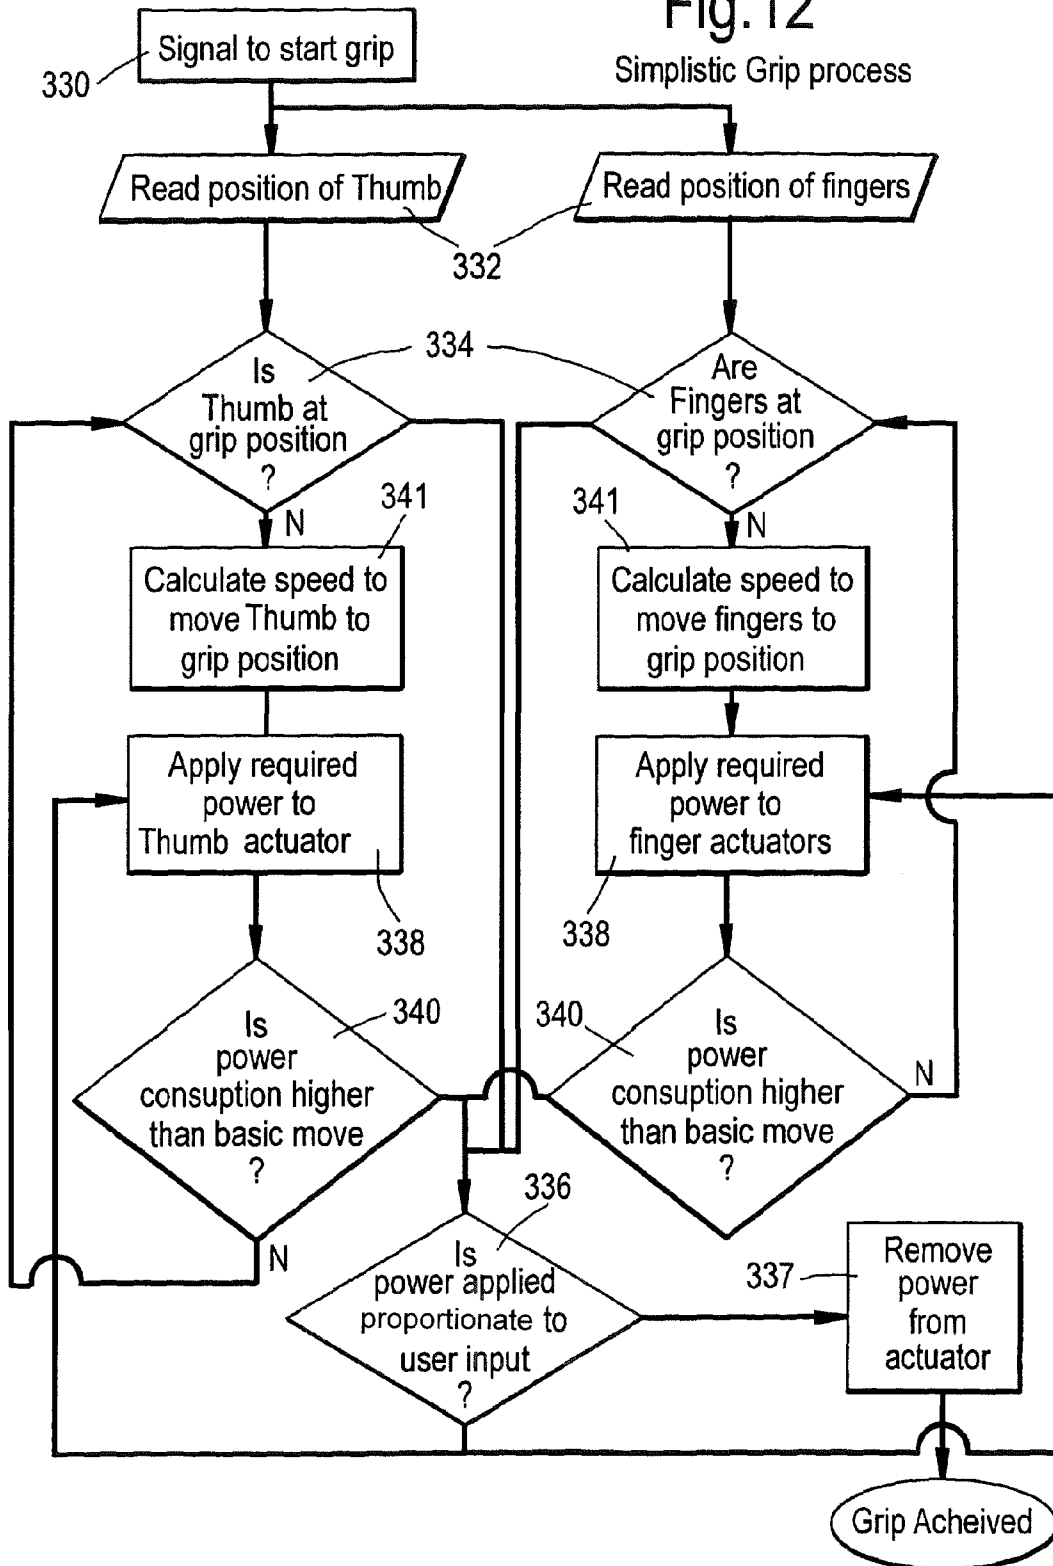 Fig.12
Simplistic Grip process
Signal to start grip
330
Read position of Thumb
Read position of fingers
332
334
Is
Thumb at
grip position
?
N
Are
Fingers at
grip position
?
N
341
Calculate speed to
move Thumb to
grip position
341
Calculate speed to
move fingers to
grip position
Apply required
power to
Thumb actuator
338
Apply required
power to
finger actuators
338
Is
power
consuption higher
than basic move
?
340
N
340
Is
power
consuption higher
than basic move
?
N
336
Is
power applied
proportionate to
user input
?
337
Remove
power
from
actuator
Grip Acheived